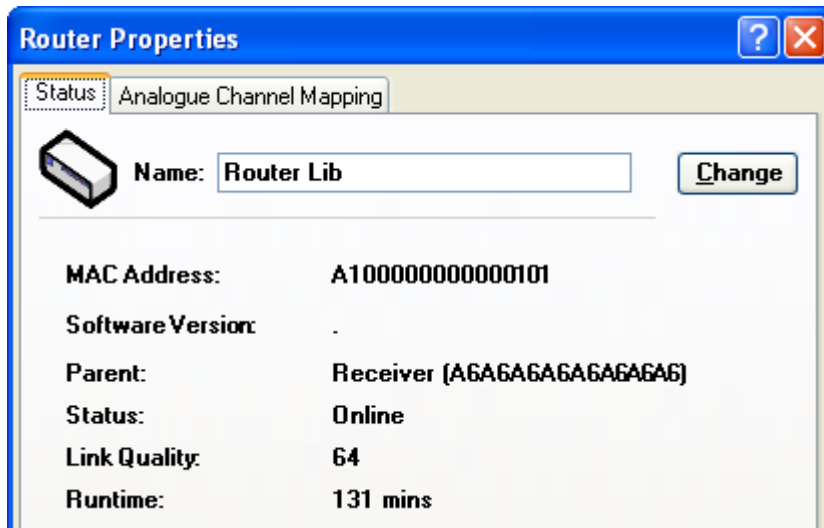 Router Properties
Status Analogue Channel Mapping
Name: Router Lib Change
MAC Address: A100000000000101
Software Version: .
Parent: Receiver (A6A6A6A6A6A6A6A6)
Status: Online
Link Quality: 64
Runtime: 131 mins